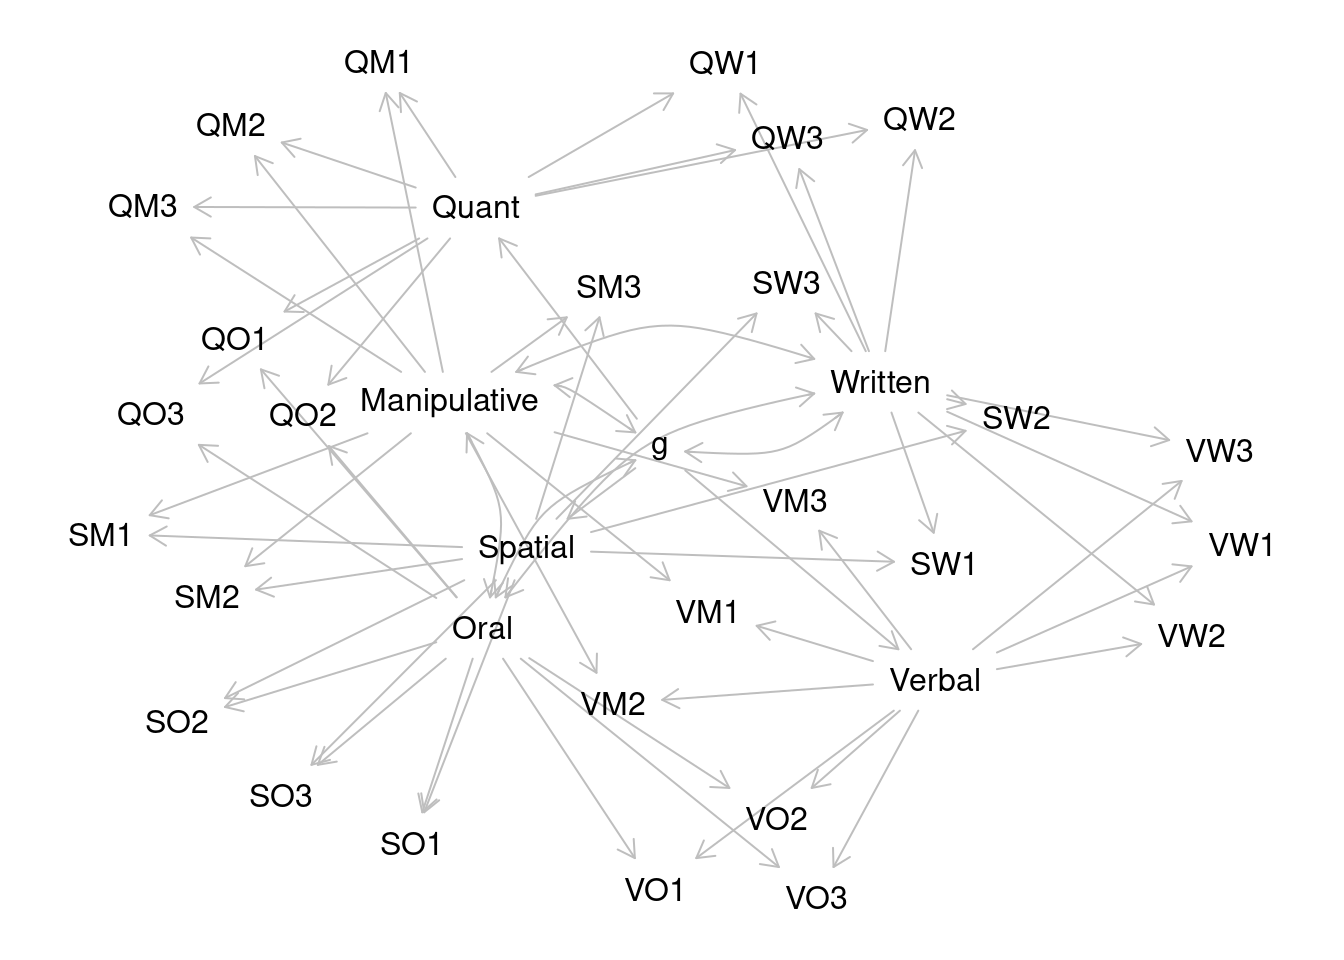 QM1
QW1
QM2
QW2
QW3
QM3
Quant
SM3
SW3
QO1
Written
Manipulative
QO3
QO2
SW2
g
VW3
VM3
SM1
Spatial
VW1
SW1
SM2
VM1
Oral
VW2
Verbal
VM2
SO2
SO3
VO2
SO1
VO1
VO3